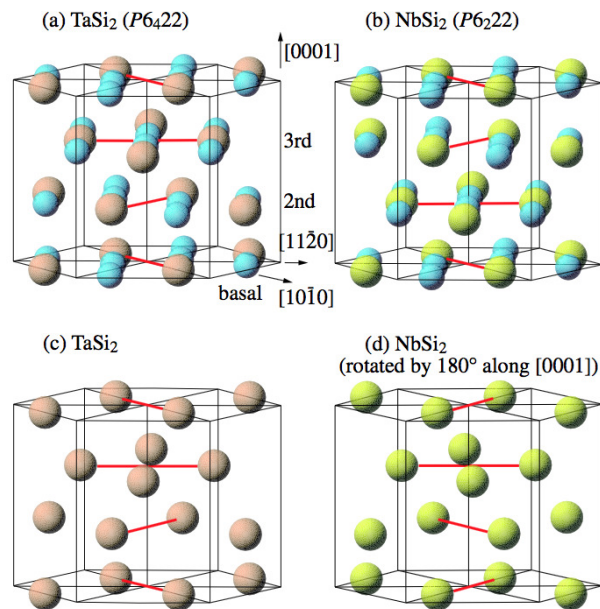 (a) TaSi₂ (P6₄22)
(b) NbSi₂ (P6₂22)
[0001]
3rd
2nd
[112̄0]
basal
[101̄0]
(c) TaSi₂
(d) NbSi₂
(rotated by 180° along [0001])